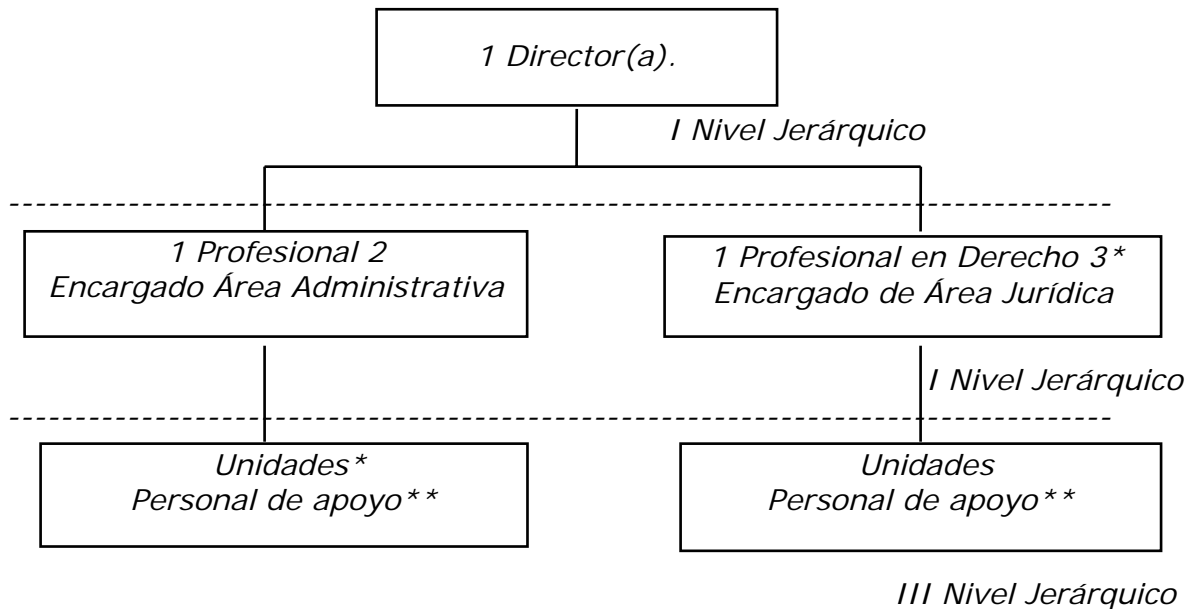 1 Director(a).
I Nivel Jerárquico
1 Profesional 2
Encargado Área Administrativa
1 Profesional en Derecho 3*
Encargado de Área Jurídica
I Nivel Jerárquico
Unidades*
Personal de apoyo**
Unidades
Personal de apoyo**
III Nivel Jerárquico